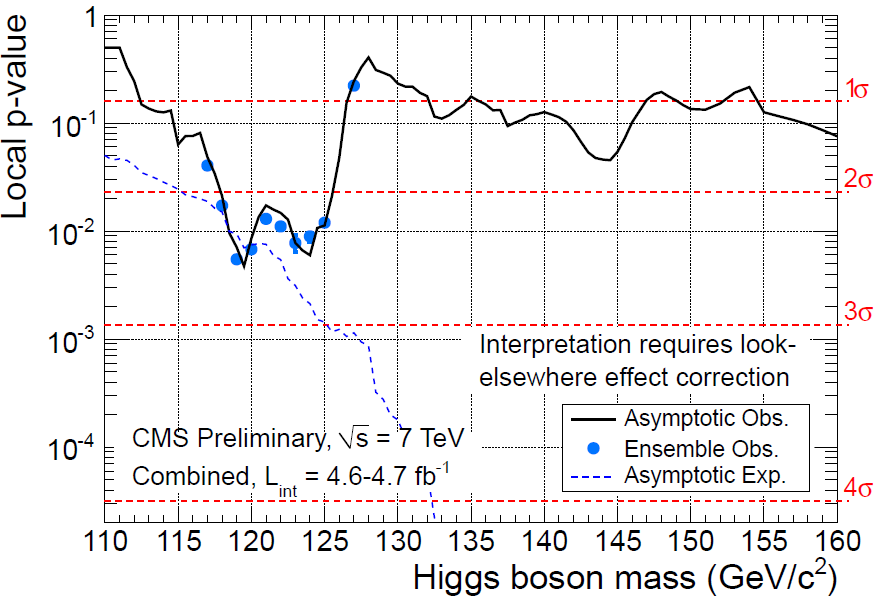 Local p-value
1
10⁻¹
10⁻²
10⁻³
10⁻⁴
1σ
2σ
3σ
4σ
Interpretation requires look-
elsewhere effect correction
Asymptotic Obs.
Ensemble Obs.
Asymptotic Exp.
CMS Preliminary, √s = 7 TeV
Combined, L_int = 4.6-4.7 fb⁻¹
110 115 120 125 130 135 140 145 150 155 160
Higgs boson mass (GeV/c²)